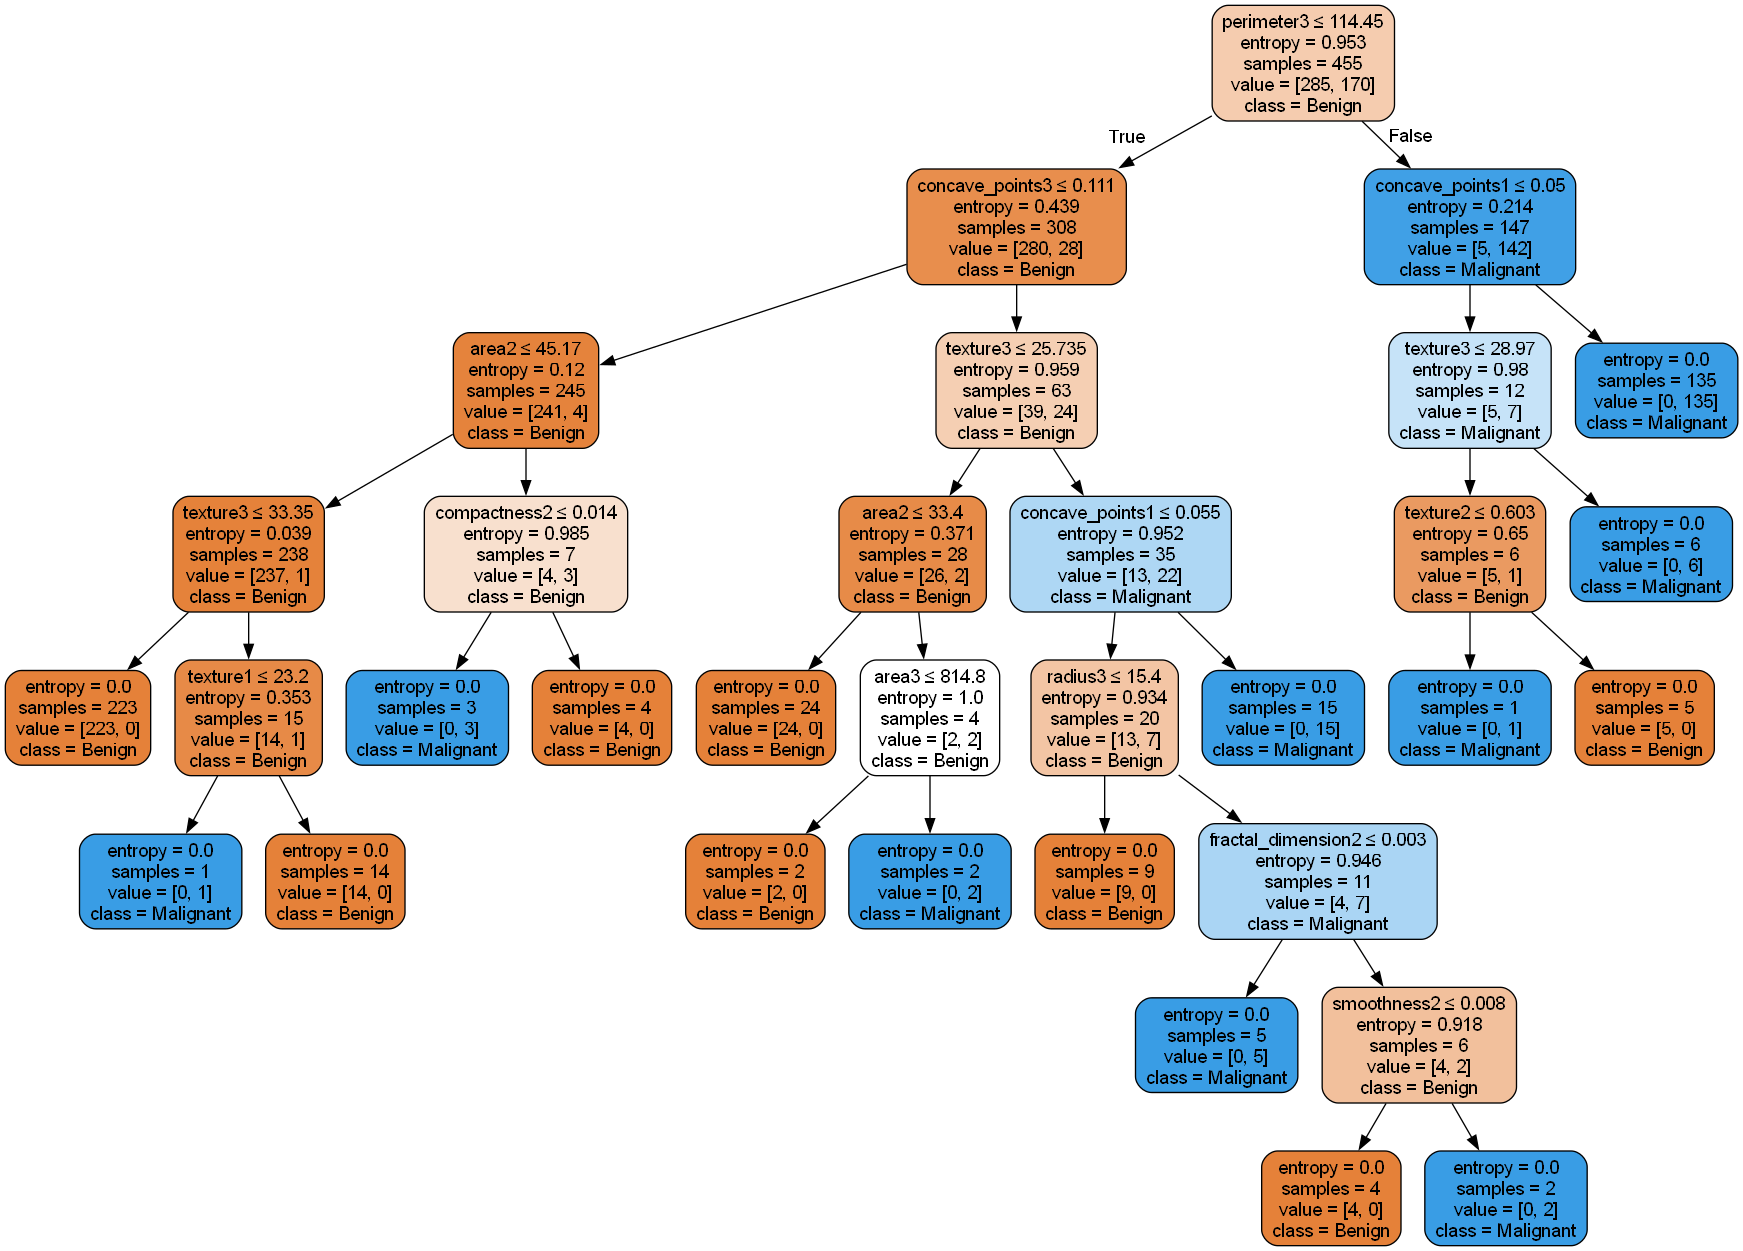 perimeter3 ≤ 114.45
entropy = 0.953
samples = 455
value = [285, 170]
class = Benign
True
False
concave_points3 ≤ 0.111
entropy = 0.439
samples = 308
value = [280, 28]
class = Benign
concave_points1 ≤ 0.05
entropy = 0.214
samples = 147
value = [5, 142]
class = Malignant
area2 ≤ 45.17
entropy = 0.12
samples = 245
value = [241, 4]
class = Benign
texture3 ≤ 25.735
entropy = 0.959
samples = 63
value = [39, 24]
class = Benign
texture3 ≤ 28.97
entropy = 0.98
samples = 12
value = [5, 7]
class = Malignant
entropy = 0.0
samples = 135
value = [0, 135]
class = Malignant
texture3 ≤ 33.35
entropy = 0.039
samples = 238
value = [237, 1]
class = Benign
compactness2 ≤ 0.014
entropy = 0.985
samples = 7
value = [4, 3]
class = Benign
area2 ≤ 33.4
entropy = 0.371
samples = 28
value = [26, 2]
class = Benign
concave_points1 ≤ 0.055
entropy = 0.952
samples = 35
value = [13, 22]
class = Malignant
texture2 ≤ 0.603
entropy = 0.65
samples = 6
value = [5, 1]
class = Benign
entropy = 0.0
samples = 6
value = [0, 6]
class = Malignant
entropy = 0.0
samples = 223
value = [223, 0]
class = Benign
texture1 ≤ 23.2
entropy = 0.353
samples = 15
value = [14, 1]
class = Benign
entropy = 0.0
samples = 3
value = [0, 3]
class = Malignant
entropy = 0.0
samples = 4
value = [4, 0]
class = Benign
entropy = 0.0
samples = 24
value = [24, 0]
class = Benign
area3 ≤ 814.8
entropy = 1.0
samples = 4
value = [2, 2]
class = Benign
radius3 ≤ 15.4
entropy = 0.934
samples = 20
value = [13, 7]
class = Benign
entropy = 0.0
samples = 15
value = [0, 15]
class = Malignant
entropy = 0.0
samples = 1
value = [0, 1]
class = Malignant
entropy = 0.0
samples = 5
value = [5, 0]
class = Benign
entropy = 0.0
samples = 1
value = [0, 1]
class = Malignant
entropy = 0.0
samples = 14
value = [14, 0]
class = Benign
entropy = 0.0
samples = 2
value = [2, 0]
class = Benign
entropy = 0.0
samples = 2
value = [0, 2]
class = Malignant
entropy = 0.0
samples = 9
value = [9, 0]
class = Benign
fractal_dimension2 ≤ 0.003
entropy = 0.946
samples = 11
value = [4, 7]
class = Malignant
entropy = 0.0
samples = 5
value = [0, 5]
class = Malignant
smoothness2 ≤ 0.008
entropy = 0.918
samples = 6
value = [4, 2]
class = Benign
entropy = 0.0
samples = 4
value = [4, 0]
class = Benign
entropy = 0.0
samples = 2
value = [0, 2]
class = Malignant